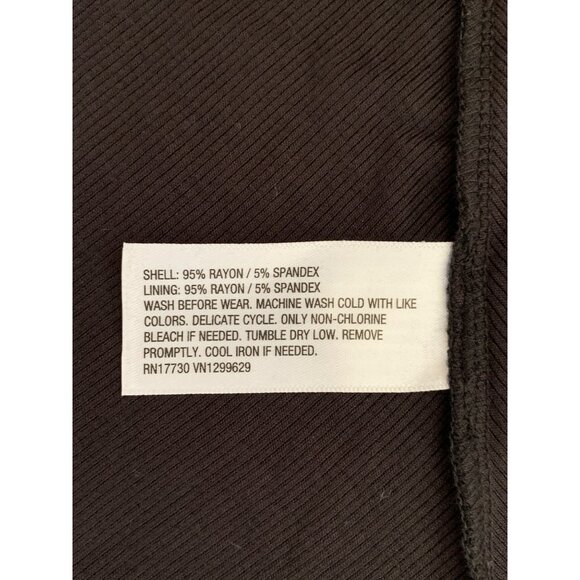 SHELL: 95% RAYON / 5% SPANDEX
LINING: 95% RAYON / 5% SPANDEX
WASH BEFORE WEAR. MACHINE WASH COLD WITH LIKE
COLORS. DELICATE CYCLE. ONLY NON-CHLORINE
BLEACH IF NEEDED. TUMBLE DRY LOW. REMOVE
PROMPTLY. COOL IRON IF NEEDED.
RN17730 VN1299629